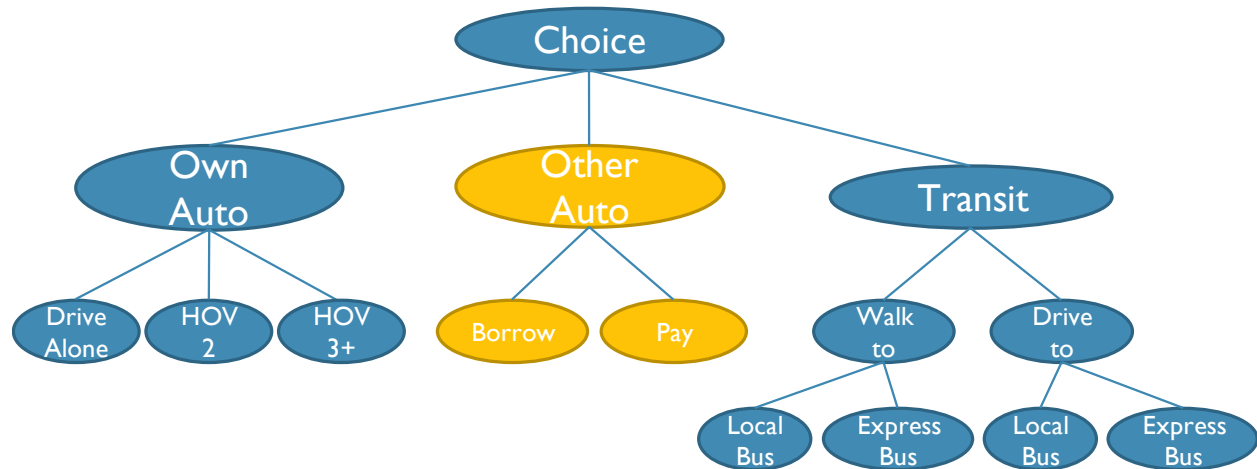 Choice
Own
Auto
Other
Auto
Transit
Drive
Alone
HOV
2
HOV
3+
Borrow
Pay
Walk
to
Drive
to
Local
Bus
Express
Bus
Local
Bus
Express
Bus